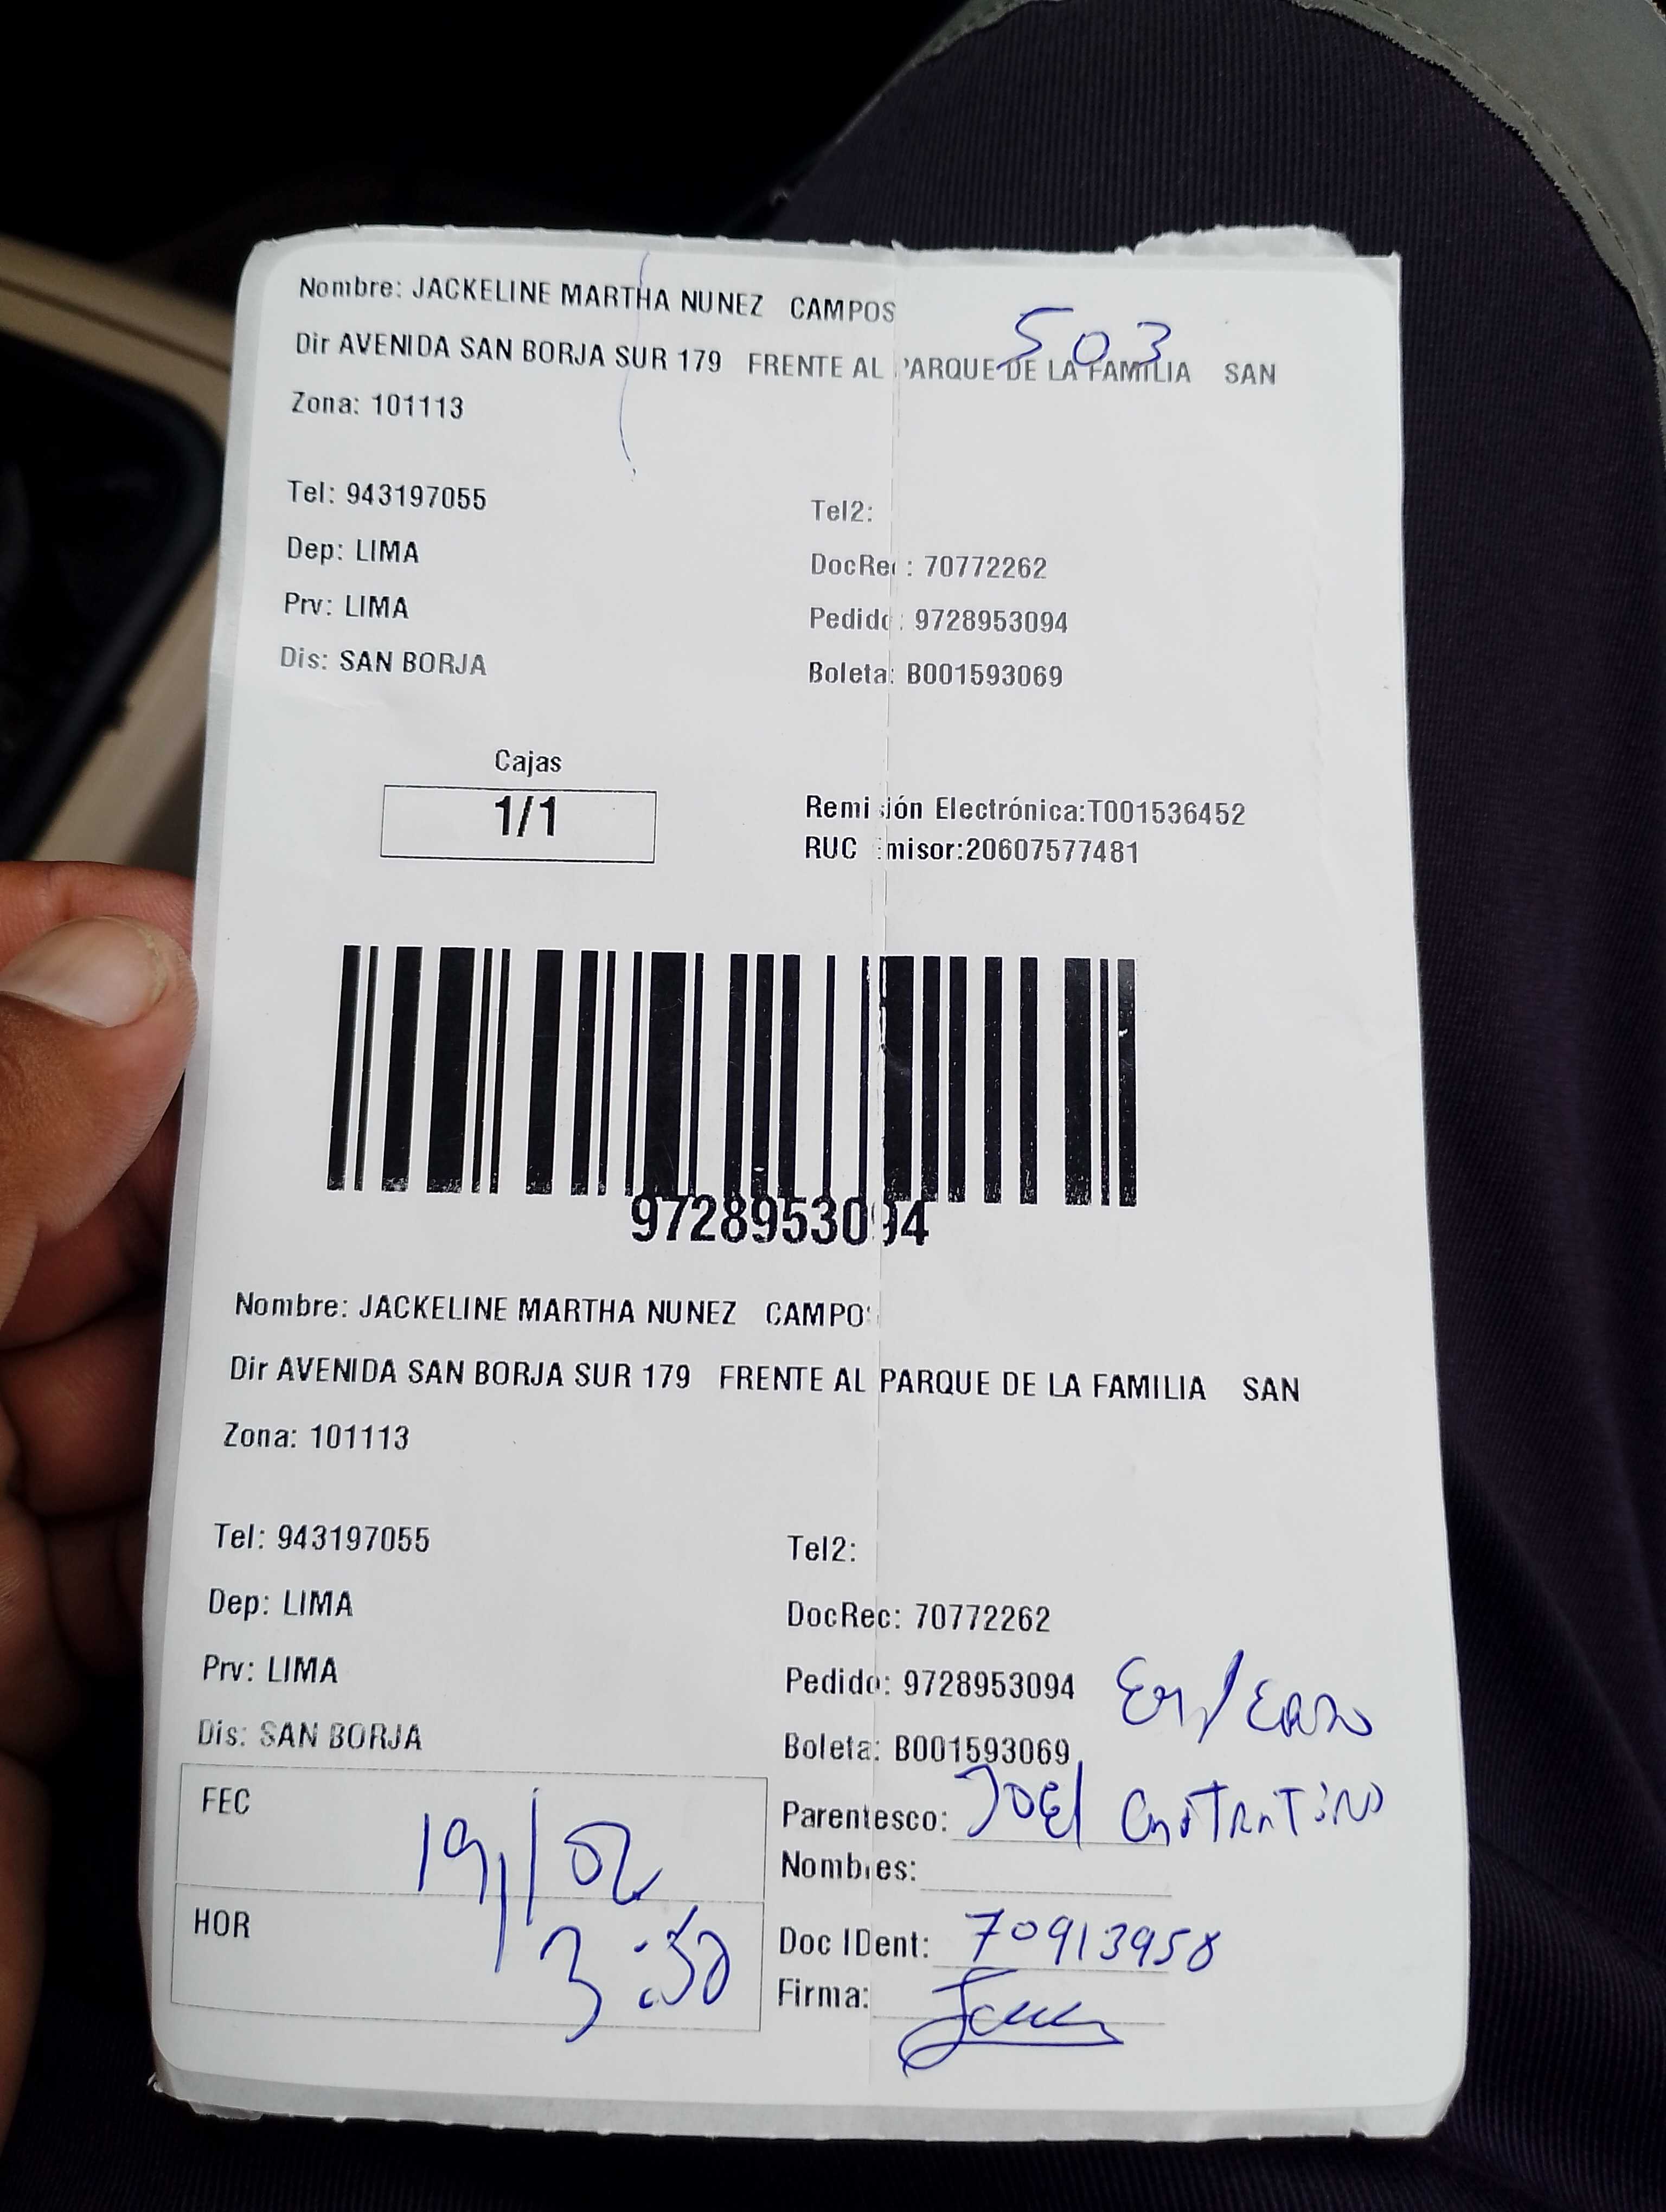 Nombre: JACKELINE MARTHA NUNEZ CAMPOS
503
Dir AVENIDA SAN BORJA SUR 179 FRENTE AL PARQUE DE LA FAMILIA SAN
Zona: 101113
Tel: 943197055 Tel2:
Dep: LIMA DocRec: 70772262
Prv: LIMA Pedido: 9728953094
Dis: SAN BORJA Boleta: B001593069
Cajas
1/1
Remisión Electrónica:T001536452
RUC Emisor:20607577481
9728953094
Nombre: JACKELINE MARTHA NUNEZ CAMPOS
Dir AVENIDA SAN BORJA SUR 179 FRENTE AL PARQUE DE LA FAMILIA SAN
Zona: 101113
Tel: 943197055 Tel2:
Dep: LIMA DocRec: 70772262
Prv: LIMA Pedido: 9728953094
Dis: SAN BORJA Boleta: B001593069
FEC 19/02 Parentesco: JOEl
Nombres:
HOR 3:30 Doc IDent: 70913958
Firma: